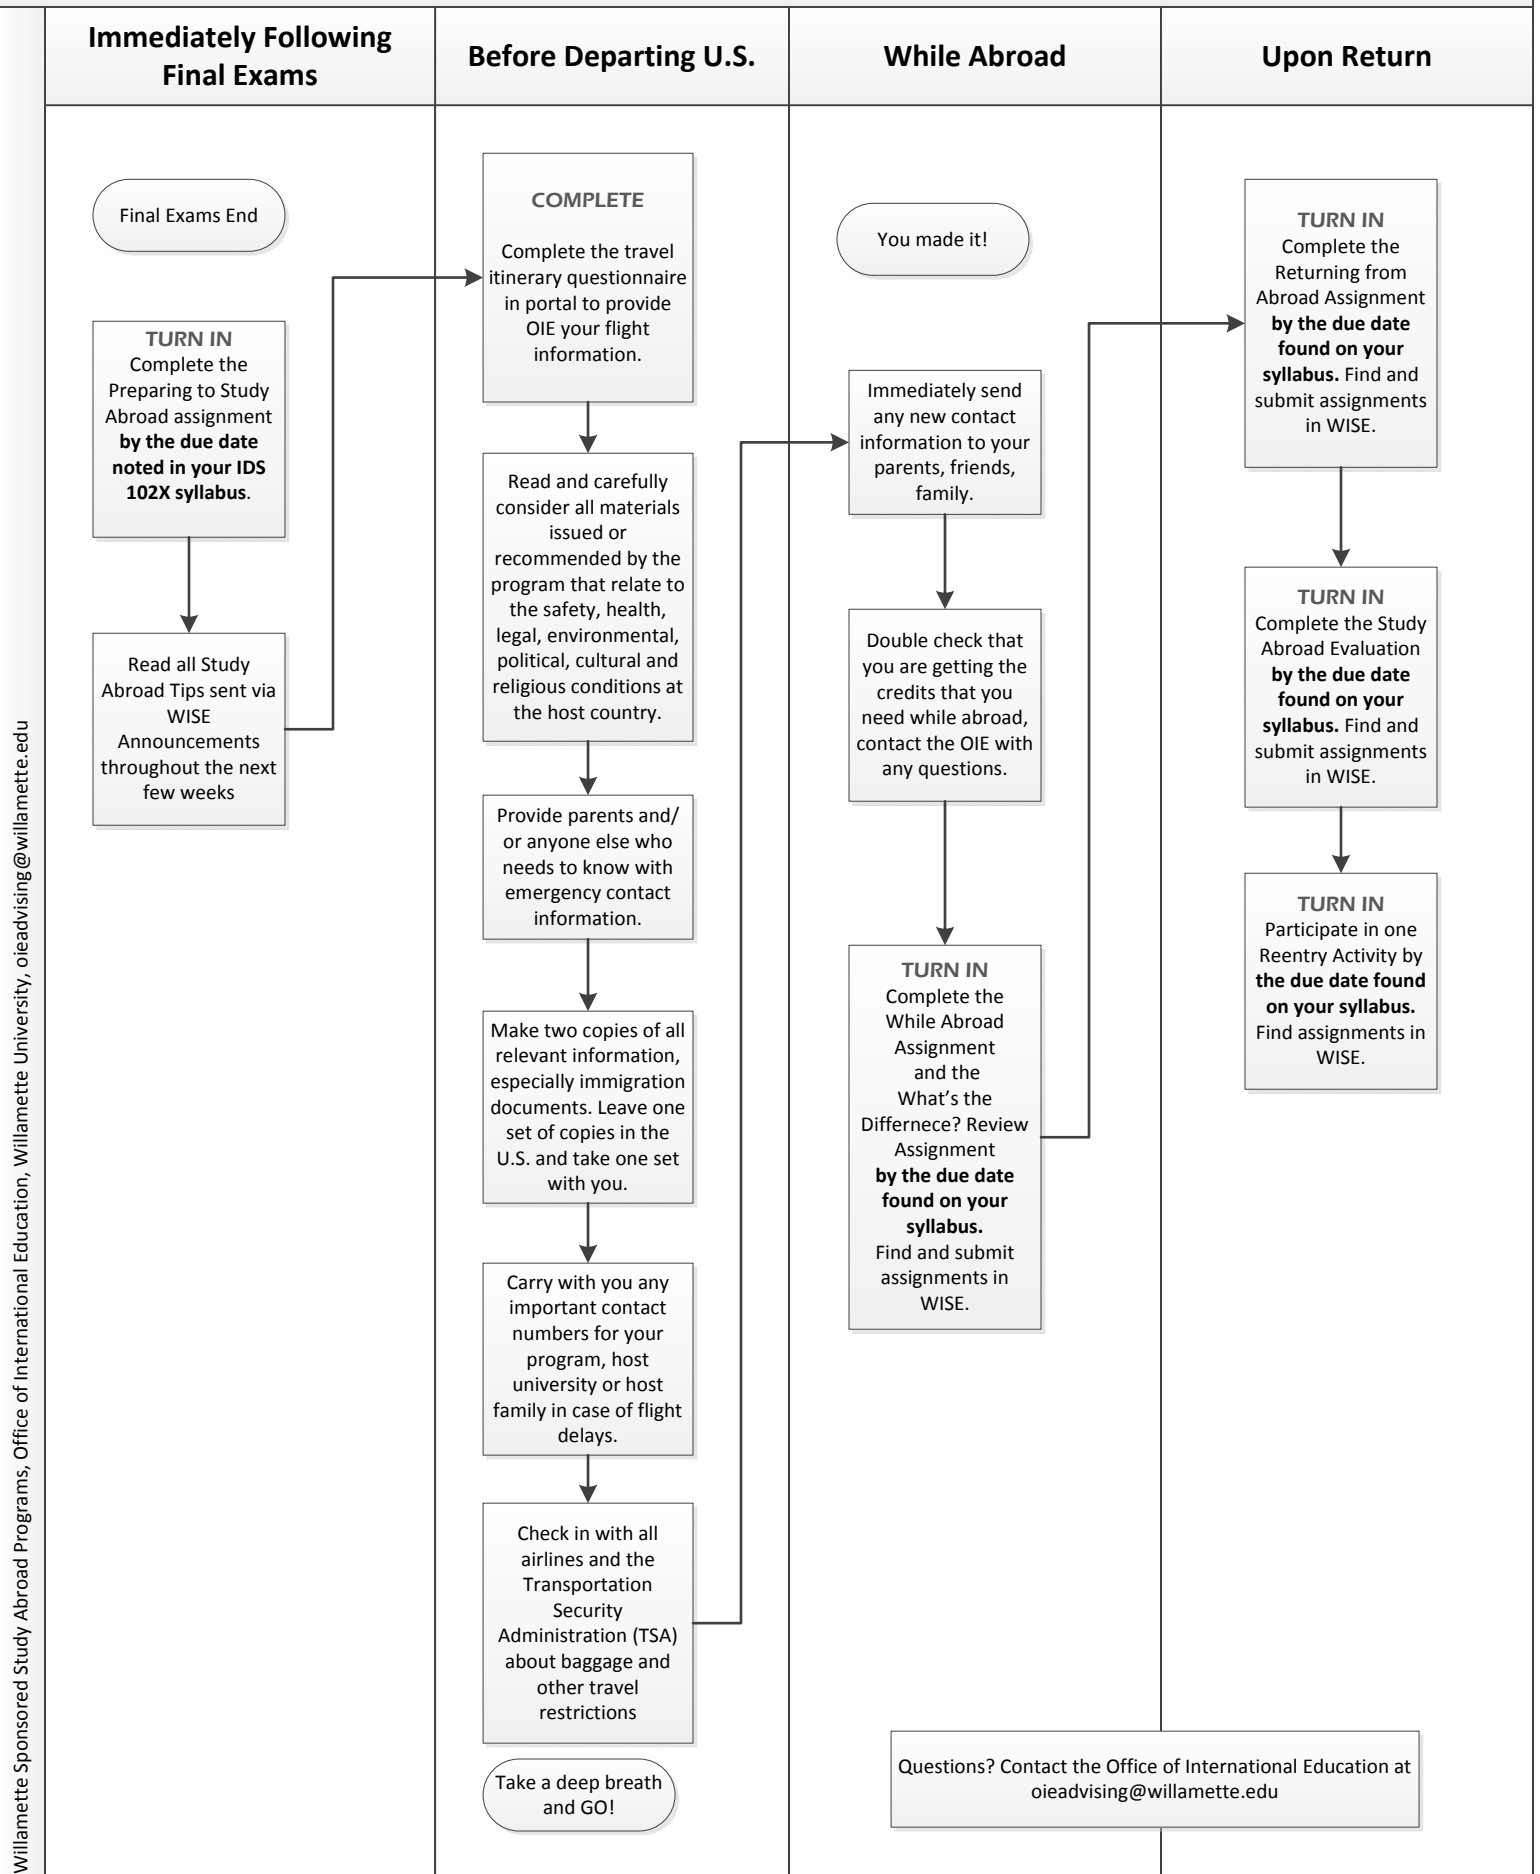 Immediately Following
Final Exams
Before Departing U.S.
While Abroad
Upon Return
Final Exams End
TURN IN
Complete the
Preparing to Study
Abroad assignment
by the due date
noted in your IDS
102X syllabus.
Read all Study
Abroad Tips sent via
WISE
Announcements
throughout the next
few weeks
COMPLETE
Complete the travel
itinerary questionnaire
in portal to provide
OIE your flight
information.
Read and carefully
consider all materials
issued or
recommended by the
program that relate to
the safety, health,
legal, environmental,
political, cultural and
religious conditions at
the host country.
Provide parents and/
or anyone else who
needs to know with
emergency contact
information.
Make two copies of all
relevant information,
especially immigration
documents. Leave one
set of copies in the
U.S. and take one set
with you.
Carry with you any
important contact
numbers for your
program, host
university or host
family in case of flight
delays.
Check in with all
airlines and the
Transportation
Security
Administration (TSA)
about baggage and
other travel
restrictions
Take a deep breath
and GO!
You made it!
Immediately send
any new contact
information to your
parents, friends,
family.
Double check that
you are getting the
credits that you
need while abroad,
contact the OIE with
any questions.
TURN IN
Complete the
While Abroad
Assignment
and the
What's the
Differnece? Review
Assignment
by the due date
found on your
syllabus.
Find and submit
assignments in
WISE.
TURN IN
Complete the
Returning from
Abroad Assignment
by the due date
found on your
syllabus. Find and
submit assignments
in WISE.
TURN IN
Complete the Study
Abroad Evaluation
by the due date
found on your
syllabus. Find and
submit assignments
in WISE.
TURN IN
Participate in one
Reentry Activity by
the due date found
on your syllabus.
Find assignments in
WISE.
Questions? Contact the Office of International Education at
oieadvising@willamette.edu
Willamette Sponsored Study Abroad Programs, Office of International Education, Willamette University, oieadvising@willamette.edu